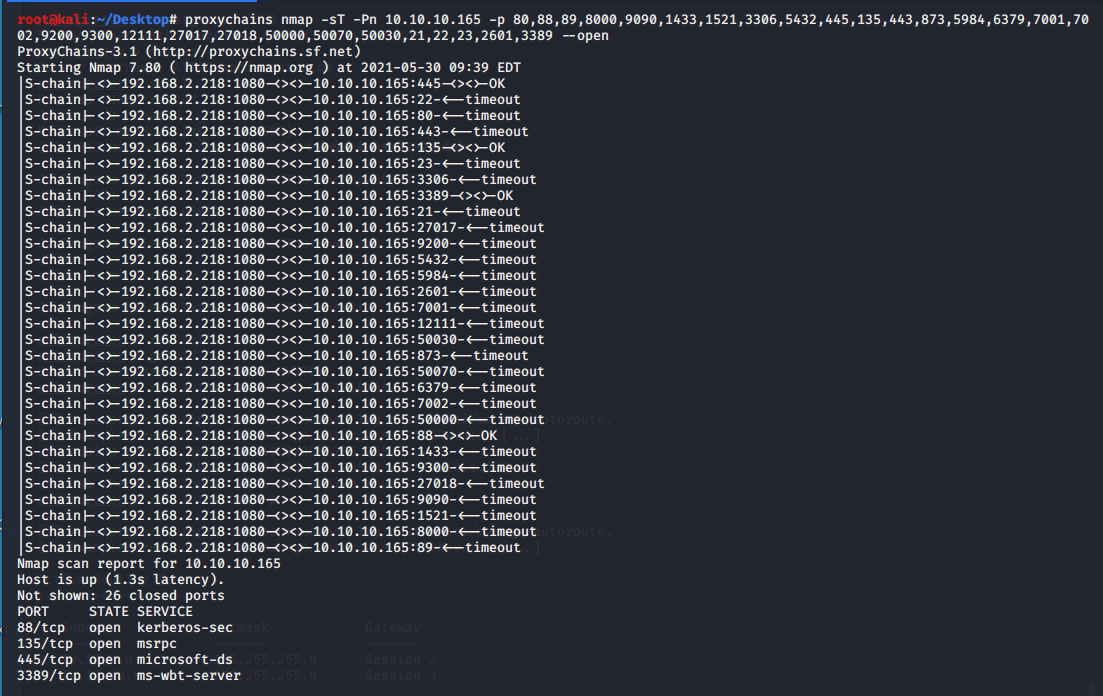 root@kali:~/Desktop# proxychains nmap -sT -Pn 10.10.10.165 -p 80,88,89,8000,9090,1433,1521,3306,5432,445,135,443,873,5984,6379,7001,70
02,9200,9300,12111,27017,27018,50000,50070,50030,21,22,23,2601,3389 --open
ProxyChains-3.1 (http://proxychains.sf.net)
Starting Nmap 7.80 ( https://nmap.org ) at 2021-05-30 09:39 EDT
|S-chain|-<>-192.168.2.218:1080-<><>-10.10.10.165:445-<><>-OK
|S-chain|-<>-192.168.2.218:1080-<><>-10.10.10.165:22-<--timeout
|S-chain|-<>-192.168.2.218:1080-<><>-10.10.10.165:80-<--timeout
|S-chain|-<>-192.168.2.218:1080-<><>-10.10.10.165:443-<--timeout
|S-chain|-<>-192.168.2.218:1080-<><>-10.10.10.165:135-<><>-OK
|S-chain|-<>-192.168.2.218:1080-<><>-10.10.10.165:23-<--timeout
|S-chain|-<>-192.168.2.218:1080-<><>-10.10.10.165:3306-<--timeout
|S-chain|-<>-192.168.2.218:1080-<><>-10.10.10.165:3389-<><>-OK
|S-chain|-<>-192.168.2.218:1080-<><>-10.10.10.165:21-<--timeout
|S-chain|-<>-192.168.2.218:1080-<><>-10.10.10.165:27017-<--timeout
|S-chain|-<>-192.168.2.218:1080-<><>-10.10.10.165:9200-<--timeout
|S-chain|-<>-192.168.2.218:1080-<><>-10.10.10.165:5432-<--timeout
|S-chain|-<>-192.168.2.218:1080-<><>-10.10.10.165:5984-<--timeout
|S-chain|-<>-192.168.2.218:1080-<><>-10.10.10.165:2601-<--timeout
|S-chain|-<>-192.168.2.218:1080-<><>-10.10.10.165:7001-<--timeout
|S-chain|-<>-192.168.2.218:1080-<><>-10.10.10.165:12111-<--timeout
|S-chain|-<>-192.168.2.218:1080-<><>-10.10.10.165:50030-<--timeout
|S-chain|-<>-192.168.2.218:1080-<><>-10.10.10.165:873-<--timeout
|S-chain|-<>-192.168.2.218:1080-<><>-10.10.10.165:50070-<--timeout
|S-chain|-<>-192.168.2.218:1080-<><>-10.10.10.165:6379-<--timeout
|S-chain|-<>-192.168.2.218:1080-<><>-10.10.10.165:7002-<--timeout
|S-chain|-<>-192.168.2.218:1080-<><>-10.10.10.165:50000-<--timeout
|S-chain|-<>-192.168.2.218:1080-<><>-10.10.10.165:88-<><>-OK
|S-chain|-<>-192.168.2.218:1080-<><>-10.10.10.165:1433-<--timeout
|S-chain|-<>-192.168.2.218:1080-<><>-10.10.10.165:9300-<--timeout
|S-chain|-<>-192.168.2.218:1080-<><>-10.10.10.165:27018-<--timeout
|S-chain|-<>-192.168.2.218:1080-<><>-10.10.10.165:9090-<--timeout
|S-chain|-<>-192.168.2.218:1080-<><>-10.10.10.165:1521-<--timeout
|S-chain|-<>-192.168.2.218:1080-<><>-10.10.10.165:8000-<--timeout
|S-chain|-<>-192.168.2.218:1080-<><>-10.10.10.165:89-<--timeout
Nmap scan report for 10.10.10.165
Host is up (1.3s latency).
Not shown: 26 closed ports
PORT STATE SERVICE
88/tcp open kerberos-sec
135/tcp open msrpc
445/tcp open microsoft-ds
3389/tcp open ms-wbt-server